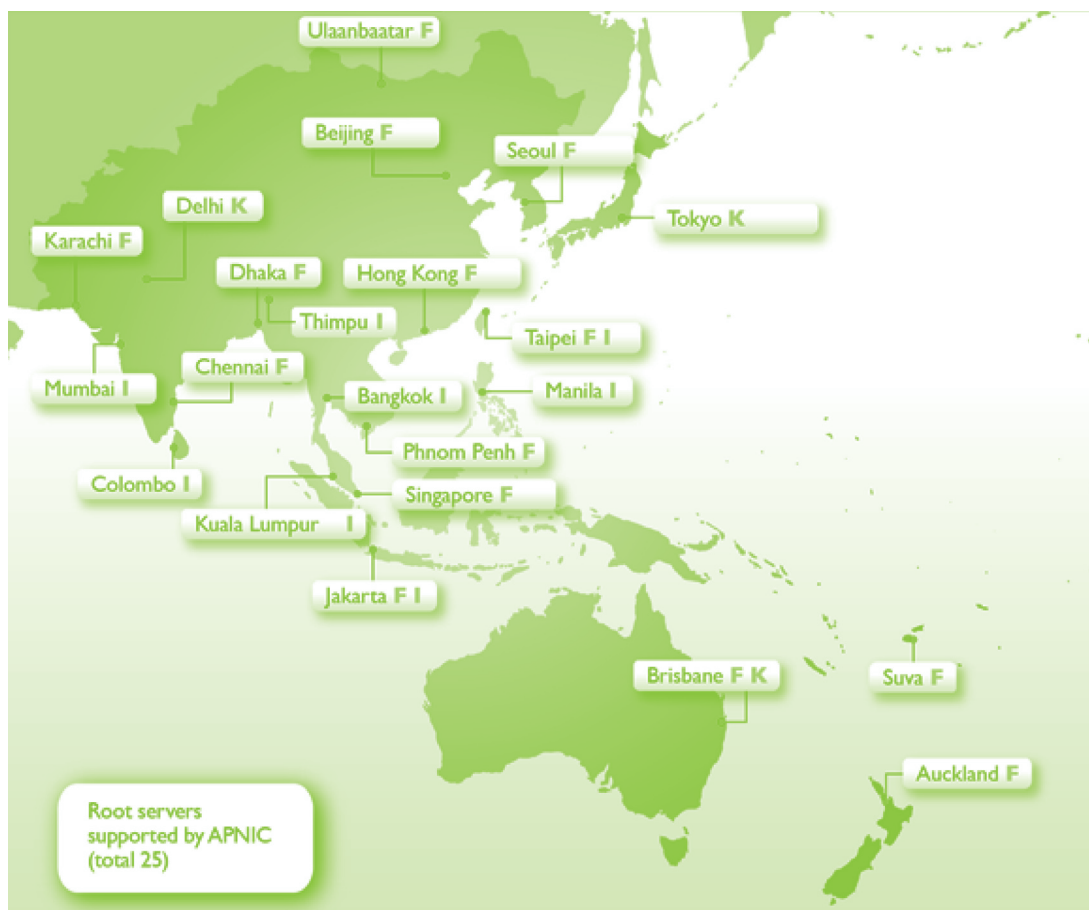 Ulaanbaatar F
Beijing F
Seoul F
Delhi K
Tokyo K
Karachi F
Dhaka F
Hong Kong F
Thimpu I
Taipei F I
Chennai F
Mumbai I
Bangkok I
Manila I
Phnom Penh F
Colombo I
Singapore F
Kuala Lumpur I
Jakarta F I
Brisbane F K
Suva F
Auckland F
Root servers
supported by APNIC
(total 25)